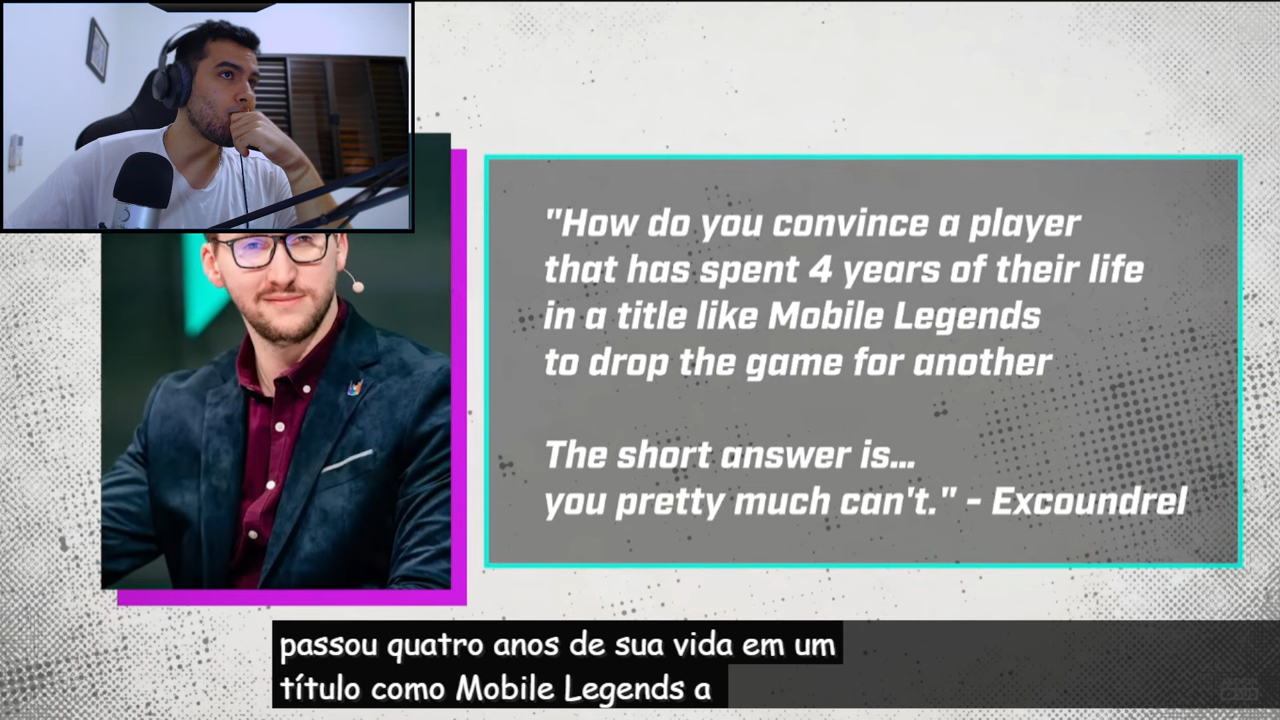 "How do you convince a player
that has spent 4 years of their life
in a title like Mobile Legends
to drop the game for another
The short answer is...
you pretty much can't." - Excoundrel
passou quatro anos de sua vida em um
título como Mobile Legends a